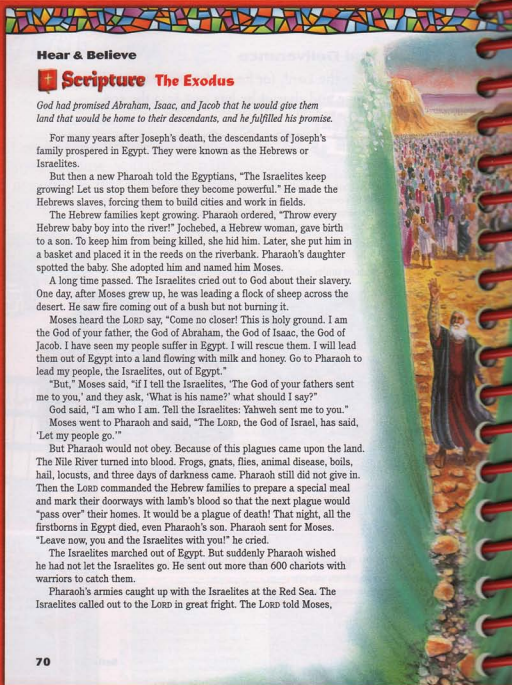 Hear & Believe
Scripture The Exodus
God had promised Abraham, Isaac, and Jacob that he would give them
land that would be home to their descendants, and he fulfilled his promise.
For many years after Joseph's death, the descendants of Joseph's
family prospered in Egypt. They were known as the Hebrews or
Israelites.
But then a new Pharoah told the Egyptians, "The Israelites keep
growing! Let us stop them before they become powerful." He made the
Hebrews slaves, forcing them to build cities and work in fields.
The Hebrew families kept growing. Pharaoh ordered, "Throw every
Hebrew baby boy into the river!" Jochebed, a Hebrew woman, gave birth
to a son. To keep him from being killed, she hid him. Later, she put him in
a basket and placed it in the reeds on the riverbank. Pharaoh's daughter
spotted the baby. She adopted him and named him Moses.
A long time passed. The Israelites cried out to God about their slavery.
One day, after Moses grew up, he was leading a flock of sheep across the
desert. He saw fire coming out of a bush but not burning it.
Moses heard the LORD say, "Come no closer! This is holy ground. I am
the God of your father, the God of Abraham, the God of Isaac, the God of
Jacob. I have seen my people suffer in Egypt. I will rescue them. I will lead
them out of Egypt into a land flowing with milk and honey. Go to Pharaoh to
lead my people, the Israelites, out of Egypt."
"But," Moses said, "if I tell the Israelites, 'The God of your fathers sent
me to you,' and they ask, 'What is his name?' what should I say?"
God said, "I am who I am. Tell the Israelites: Yahweh sent me to you."
Moses went to Pharaoh and said, "The LORD, the God of Israel, has said,
'Let my people go.'"
But Pharaoh would not obey. Because of this plagues came upon the land.
The Nile River turned into blood. Frogs, gnats, flies, animal disease, boils,
hail, locusts, and three days of darkness came. Pharaoh still did not give in.
Then the LORD commanded the Hebrew families to prepare a special meal
and mark their doorways with lamb's blood so that the next plague would
"pass over" their homes. It would be a plague of death! That night, all the
firstborns in Egypt died, even Pharaoh's son. Pharaoh sent for Moses.
"Leave now, you and the Israelites with you!" he cried.
The Israelites marched out of Egypt. But suddenly Pharaoh wished
he had not let the Israelites go. He sent out more than 600 chariots with
warriors to catch them.
Pharaoh's armies caught up with the Israelites at the Red Sea. The
Israelites called out to the LORD in great fright. The LORD told Moses,
70